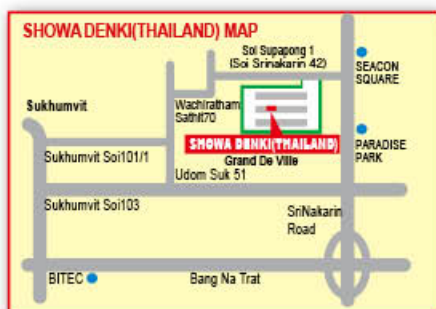 SHOWA DENKI(THAILAND) MAP
Soi Supapong 1
(Soi Srinakarin 42)
SEACON
SQUARE
Sukhumvit
Wachiratham
Sathit70
SHOWA DENKI(THAILAND)
PARADISE
PARK
Grand De Ville
Sukhumvit Soi101/1
Udom Suk 51
Sukhumvit Soi103
SriNakarin
Road
BITEC
Bang Na Trat